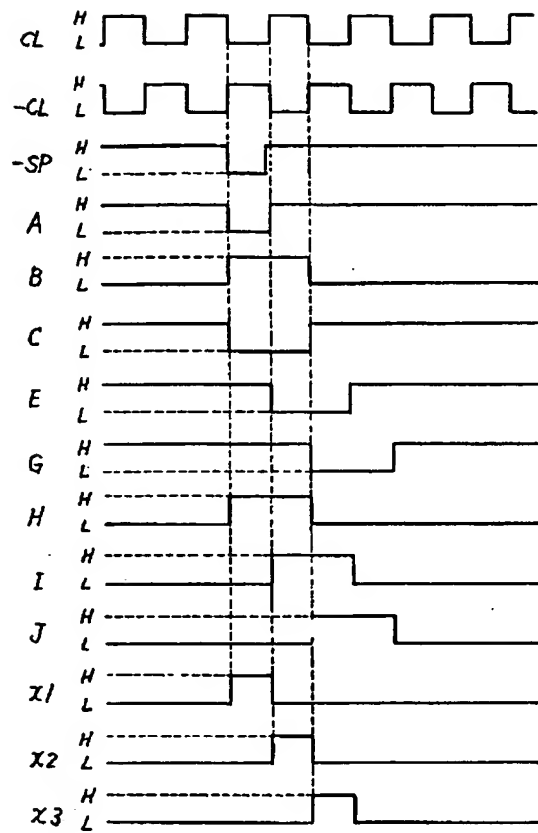 H
CL L
H
-CL L
H
-SP L
H
A L
H
B L
H
C L
H
E L
H
G L
H
H L
H
I L
H
J L
H
x1 L
H
x2 L
H
x3 L